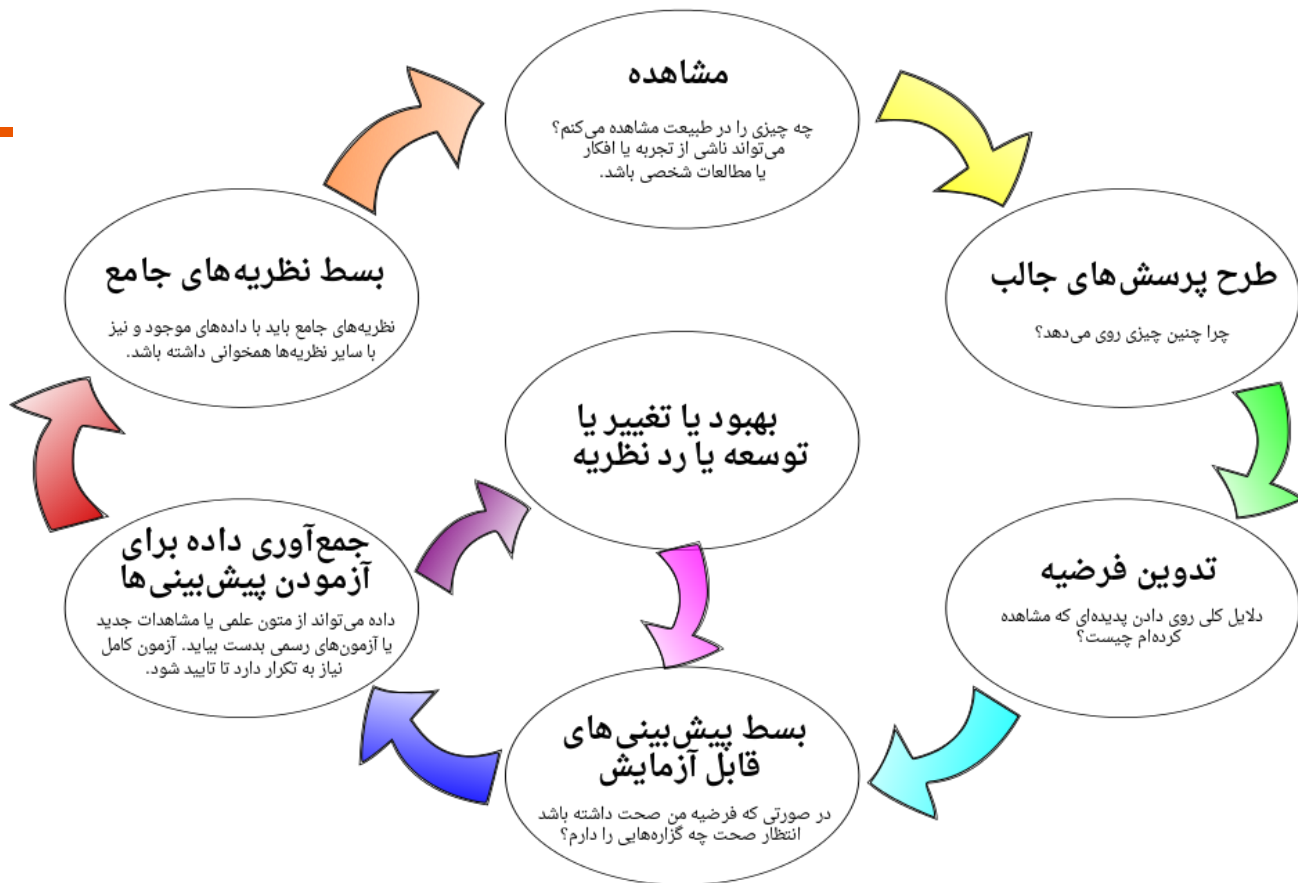 مشاهده
چه چیزی را در طبیعت مشاهده می‌کنم؟
می‌تواند ناشی از تجربه یا افکار
یا مطالعات شخصی باشد.
طرح پرسش‌های جالب
چرا چنین چیزی روی می‌دهد؟
تدوین فرضیه
دلایل کلی روی دادن پدیده‌ای که مشاهده
کرده‌ام چیست؟
بسط پیش‌بینی‌های
قابل آزمایش
در صورتی که فرضیه من صحت داشته باشد
انتظار صحت چه گزاره‌هایی را دارم؟
جمع‌آوری داده برای
آزمودن پیش‌بینی‌ها
داده می‌تواند از متون علمی یا مشاهدات جدید
یا آزمون‌های رسمی بدست بیاید. آزمون کامل
نیاز به تکرار دارد تا تایید شود.
بهبود یا تغییر یا
توسعه یا رد نظریه
بسط نظریه‌های جامع
نظریه‌های جامع باید با داده‌های موجود و نیز
با سایر نظریه‌ها همخوانی داشته باشد.